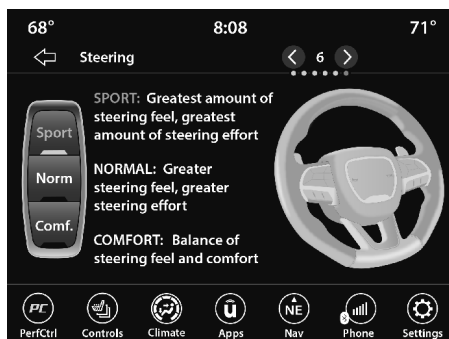 68°
8:08
71°
Steering
6
SPORT: Greatest amount of
steering feel, greatest
amount of steering effort
NORMAL: Greater
steering feel, greater
steering effort
COMFORT: Balance of
steering feel and comfort
Sport
Norm
Comf.
PC
û
NE
PerfCtrl
Controls
Climate
Apps
Nav
Phone
Settings